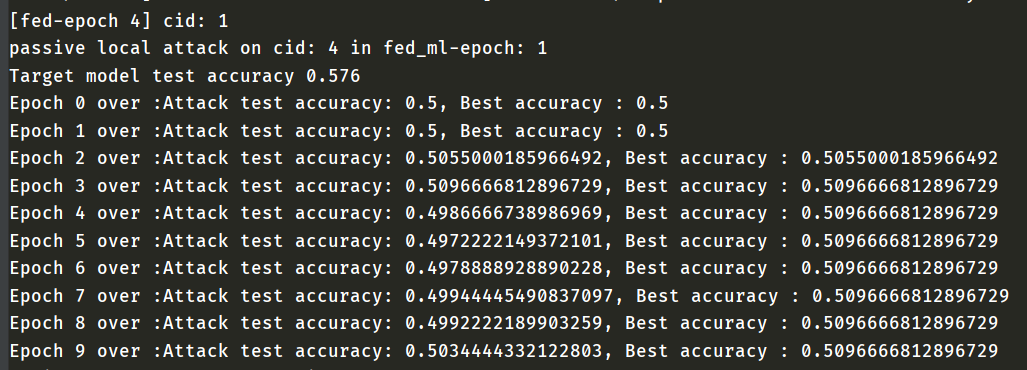 [fed-epoch 4] cid: 1
passive local attack on cid: 4 in fed_ml-epoch: 1
Target model test accuracy 0.576
Epoch 0 over :Attack test accuracy: 0.5, Best accuracy : 0.5
Epoch 1 over :Attack test accuracy: 0.5, Best accuracy : 0.5
Epoch 2 over :Attack test accuracy: 0.5055000185966492, Best accuracy : 0.5055000185966492
Epoch 3 over :Attack test accuracy: 0.5096666812896729, Best accuracy : 0.5096666812896729
Epoch 4 over :Attack test accuracy: 0.4986666738986969, Best accuracy : 0.5096666812896729
Epoch 5 over :Attack test accuracy: 0.4972222149372101, Best accuracy : 0.5096666812896729
Epoch 6 over :Attack test accuracy: 0.4978888928890228, Best accuracy : 0.5096666812896729
Epoch 7 over :Attack test accuracy: 0.49944445490837097, Best accuracy : 0.5096666812896729
Epoch 8 over :Attack test accuracy: 0.4992222189903259, Best accuracy : 0.5096666812896729
Epoch 9 over :Attack test accuracy: 0.5034444332122803, Best accuracy : 0.5096666812896729